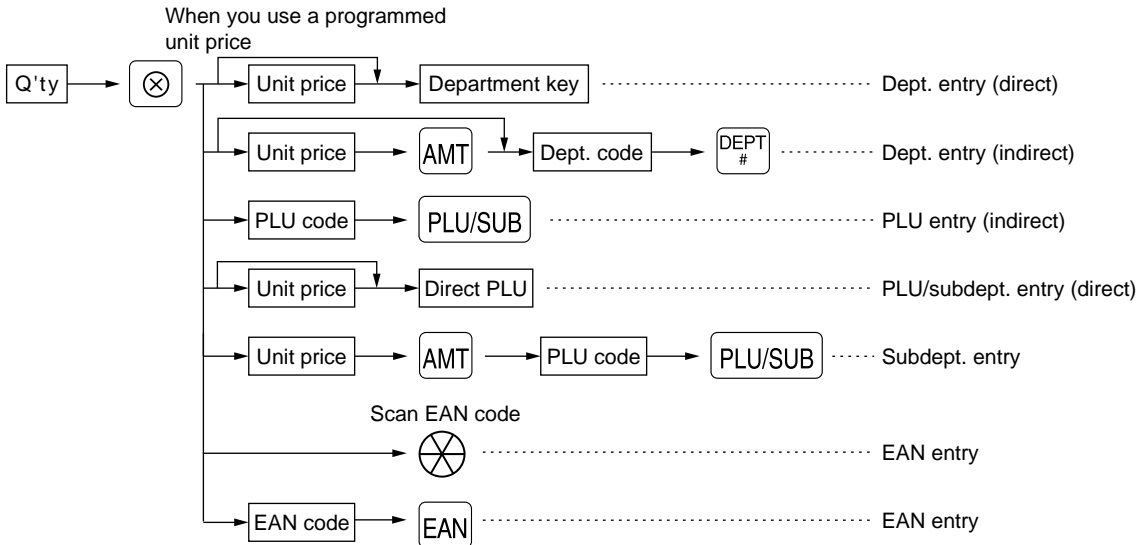 When you use a programmed
unit price
Q'ty ⊗ Unit price Department key Dept. entry (direct)
Unit price AMT Dept. code DEPT # Dept. entry (indirect)
PLU code PLU/SUB PLU entry (indirect)
Unit price Direct PLU PLU/subdept. entry (direct)
Unit price AMT PLU code PLU/SUB Subdept. entry
Scan EAN code
EAN entry
EAN code EAN EAN entry